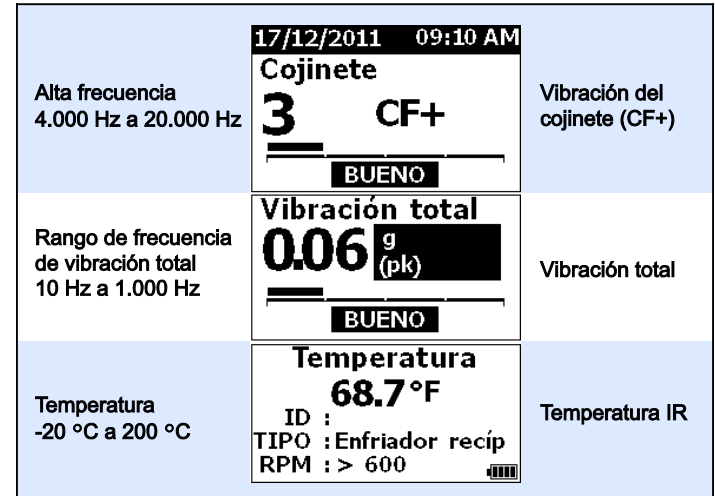 17/12/2011 09:10 AM
Alta frecuencia
4.000 Hz a 20.000 Hz
Cojinete
3 CF+
BUENO
Vibración del
cojinete (CF+)
Rango de frecuencia
de vibración total
10 Hz a 1.000 Hz
Vibración total
0.06 g
(pk)
BUENO
Vibración total
Temperatura
-20 °C a 200 °C
Temperatura
68.7 °F
ID :
TIPO : Enfriador recíp
RPM : > 600
Temperatura IR